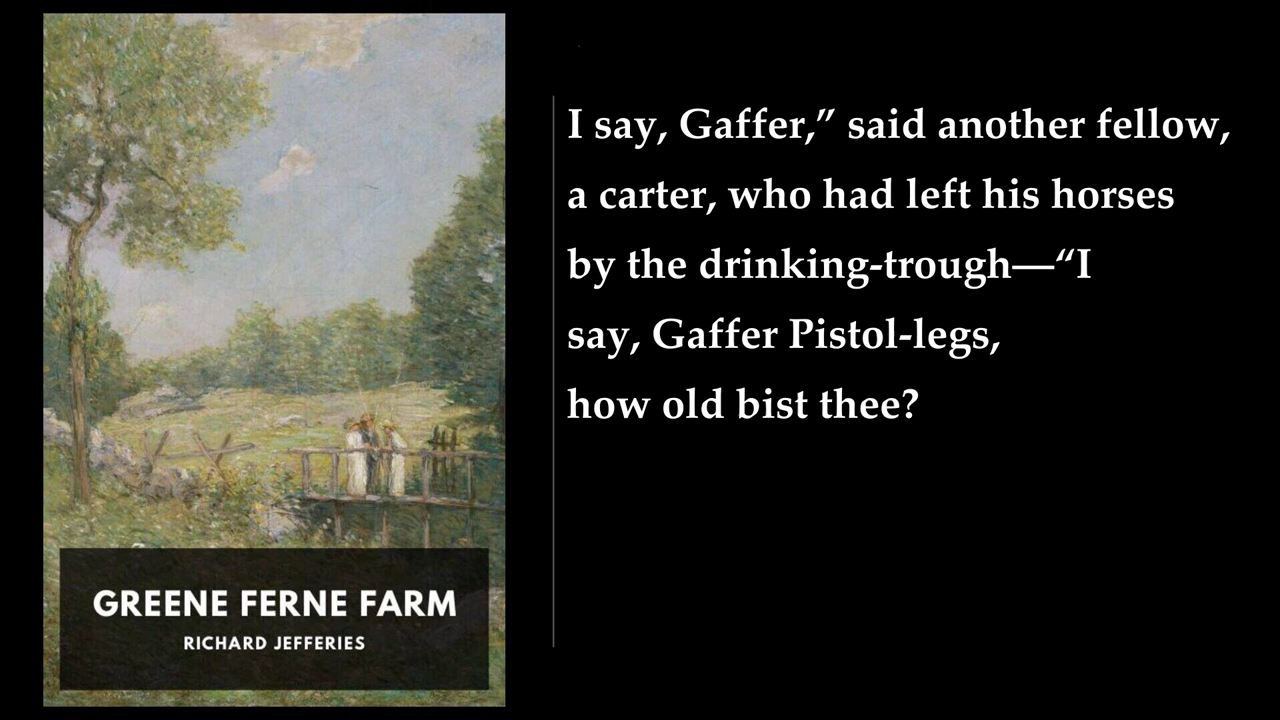 I say, Gaffer,” said another fellow,
a carter, who had left his horses
by the drinking-trough—“I
say, Gaffer Pistol-legs,
how old bist thee?
GREENE FERNE FARM
RICHARD JEFFERIES